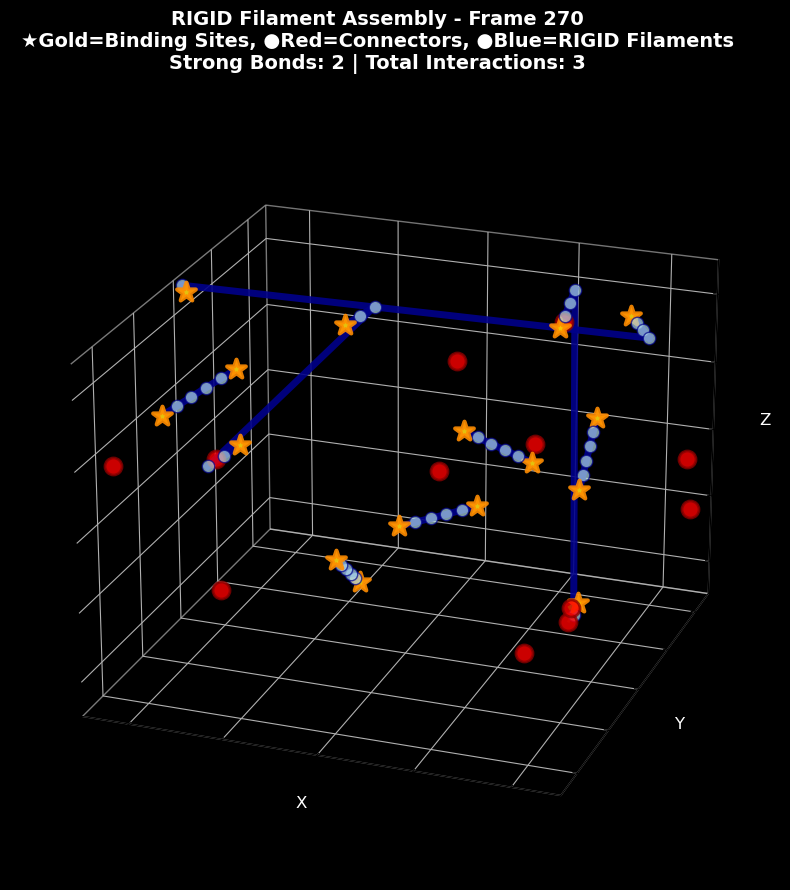 RIGID Filament Assembly - Frame 270
★Gold=Binding Sites, ●Red=Connectors, ●Blue=RIGID Filaments
Strong Bonds: 2 | Total Interactions: 3
Z
Y
X